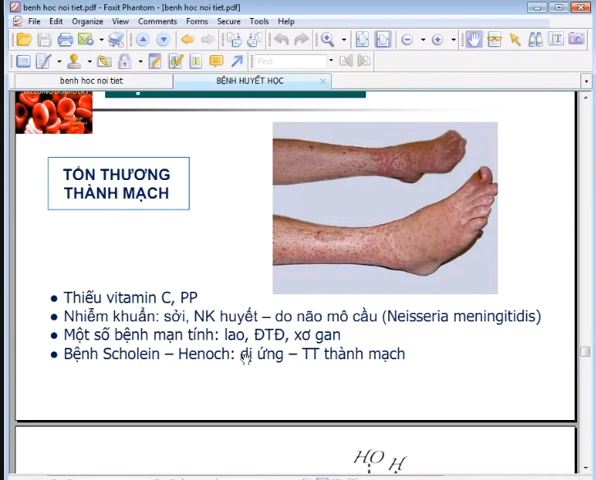 benh hoc noi tiet.pdf - Foxit Phantom - [benh hoc noi tiet.pdf]
File Edit Organize View Comments Forms Secure Tools Help
Find
benh hoc noi tiet
BỆNH HUYẾT HỌC
TỔN THƯƠNG
THÀNH MẠCH
• Thiếu vitamin C, PP
• Nhiễm khuẩn: sởi, NK huyết – do não mô cầu (Neisseria meningitidis)
• Một số bệnh mạn tính: lao, ĐTĐ, xơ gan
• Bệnh Scholein – Henoch: dị ứng – TT thành mạch
HO H